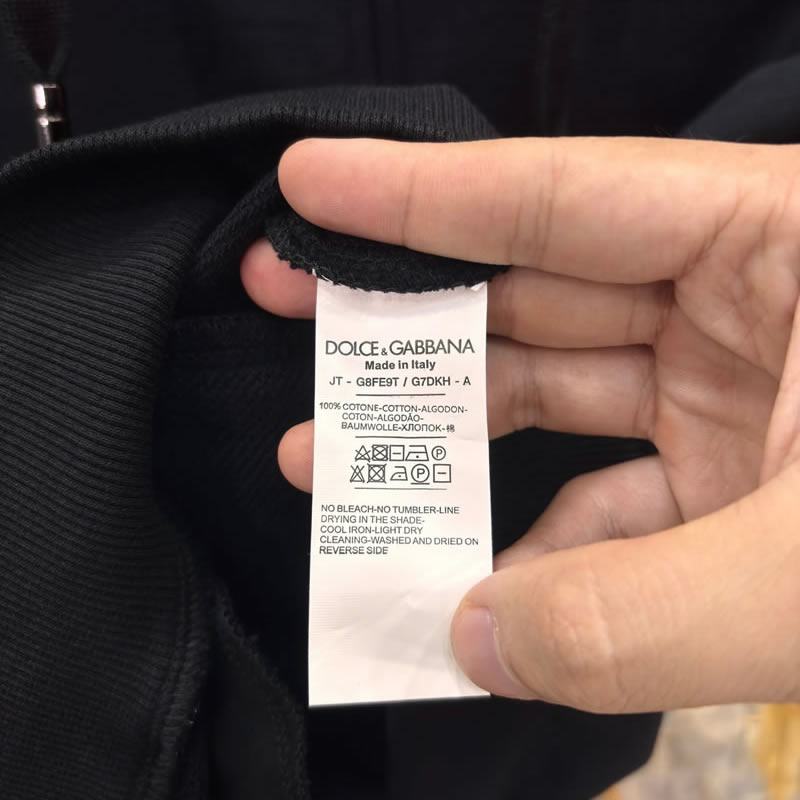 DOLCE & GABBANA
Made in Italy
JT - G8FE9T / G7DKH - A
100% COTONE-COTTON-ALGODON-
COTON-ALGODÃO-
BAUMWOLLE-ХЛОПОК-棉
NO BLEACH-NO TUMBLER-LINE
DRYING IN THE SHADE-
COOL IRON-LIGHT DRY
CLEANING-WASHED AND DRIED ON
REVERSE SIDE